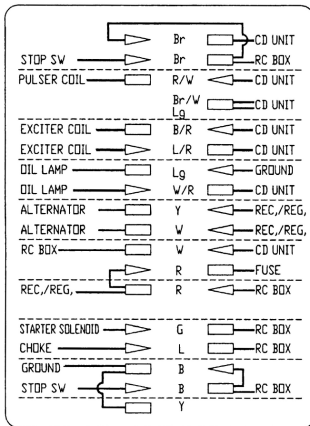 Br CD UNIT
STOP SW Br RC BOX
PULSER COIL R/W CD UNIT
Br/W
Lg CD UNIT
EXCITER COIL B/R CD UNIT
EXCITER COIL L/R CD UNIT
OIL LAMP Lg GROUND
OIL LAMP W/R CD UNIT
ALTERNATOR Y REC,/REG,
ALTERNATOR W REC,/REG,
RC BOX W CD UNIT
R FUSE
REC,/REG, R RC BOX
STARTER SOLENOID G RC BOX
CHOKE L RC BOX
GROUND B
STOP SW B RC BOX
Y